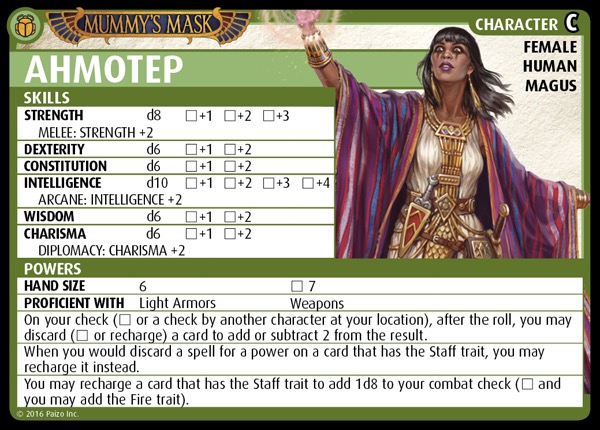 MUMMY'S MASK
CHARACTER C
AHMOTEP
FEMALE
HUMAN
MAGUS
SKILLS
STRENGTH d8 □+1 □+2 □+3
MELEE: STRENGTH +2
DEXTERITY d6 □+1 □+2
CONSTITUTION d6 □+1 □+2
INTELLIGENCE d10 □+1 □+2 □+3 □+4
ARCANE: INTELLIGENCE +2
WISDOM d6 □+1 □+2
CHARISMA d6 □+1 □+2
DIPLOMACY: CHARISMA +2
POWERS
HAND SIZE 6 □ 7
PROFICIENT WITH Light Armors Weapons
On your check (□ or a check by another character at your location), after the roll, you may
discard (□ or recharge) a card to add or subtract 2 from the result.
When you would discard a spell for a power on a card that has the Staff trait, you may
recharge it instead.
You may recharge a card that has the Staff trait to add 1d8 to your combat check (□ and
you may add the Fire trait).
© 2016 Paizo Inc.